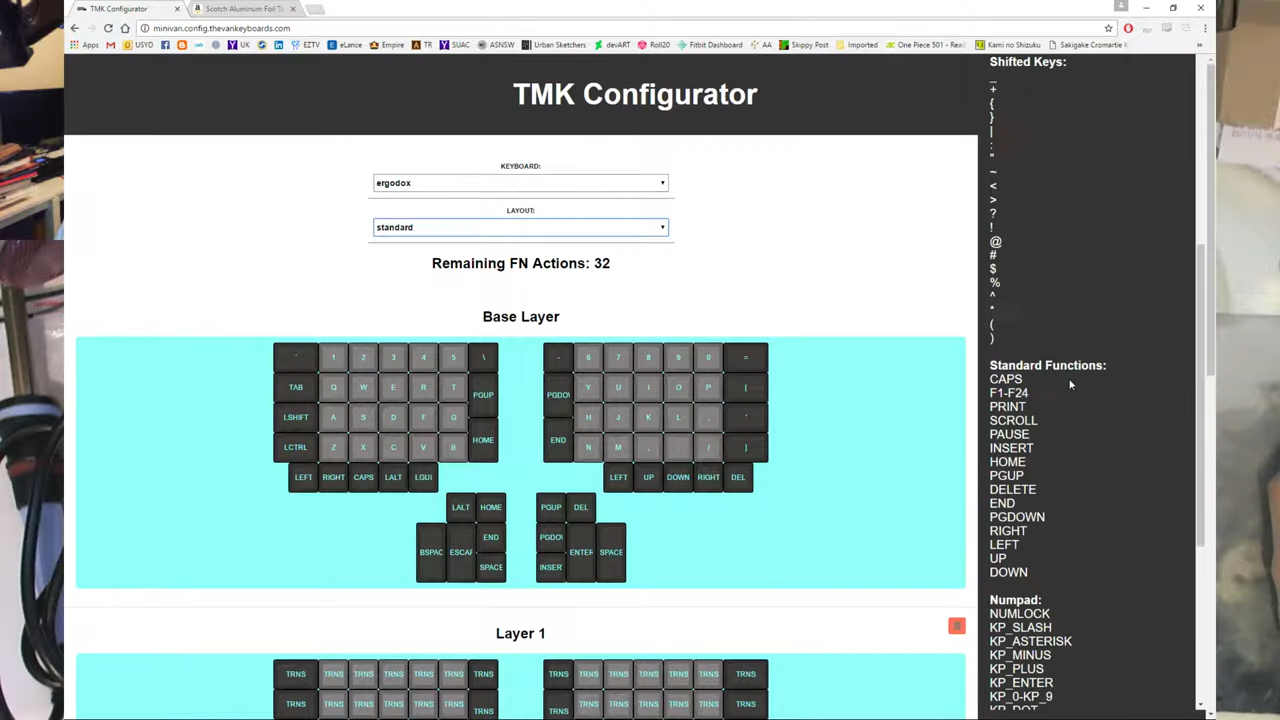 TMK Configurator
Scotch Aluminum Foil Ta
minivan.config.thevankeyboards.com
Apps
USYD
UK
EZTV
eLance
Empire
TR
SUAC
ASNSW
Urban Sketchers
deviART
Roll20
Fitbit Dashboard
AA
Skippy Post
Imported
One Piece 501 - Rea
Kami no Shizuku
Sakigake Cromartie
»
TMK Configurator
KEYBOARD:
ergodox
LAYOUT:
standard
Remaining FN Actions: 32
Base Layer
1 2 3 4 5 \ - 6 7 8 9 0 =
TAB Q W E R T PGUP PGDO Y U I O P [
LSHIFT A S D F G H J K L
LCTRL Z X C V B HOME END N M , . / ]
LEFT RIGHT CAPS LALT LGUI LEFT UP DOWN RIGHT DEL
LALT HOME PGUP DEL
BSPAC ESCAP END PGDO ENTER SPACE
SPACE INSER
Layer 1
TRNS TRNS TRNS TRNS TRNS TRNS TRNS TRNS TRNS TRNS TRNS TRNS TRNS TRNS
TRNS TRNS TRNS TRNS TRNS TRNS TRNS TRNS TRNS TRNS TRNS TRNS TRNS TRNS
Shifted Keys:
_
+
{
}
|
:
"
~
<
>
?
!
@
#
$
%
^
*
(
)
Standard Functions:
CAPS
F1-F24
PRINT
SCROLL
PAUSE
INSERT
HOME
PGUP
DELETE
END
PGDOWN
RIGHT
LEFT
UP
DOWN
Numpad:
NUMLOCK
KP_SLASH
KP_ASTERISK
KP_MINUS
KP_PLUS
KP_ENTER
KP_0-KP_9
KP_DOT